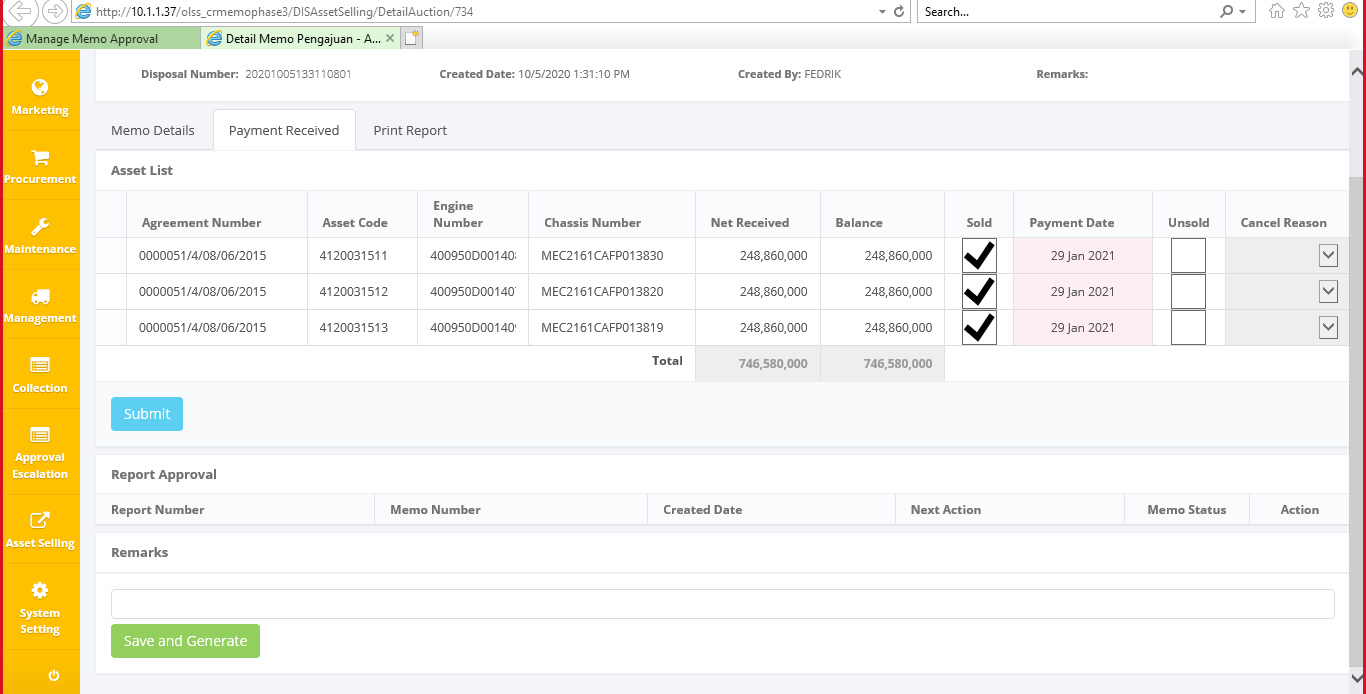 http://10.1.1.37/olss_crmemophase3/DISAssetSelling/DetailAuction/734
Search...
Manage Memo Approval
Detail Memo Pengajuan - A...
Marketing
Procurement
Maintenance
Management
Collection
Approval
Escalation
Asset Selling
System
Setting
Disposal Number: 20201005133110801 Created Date: 10/5/2020 1:31:10 PM Created By: FEDRIK Remarks:
Memo Details Payment Received Print Report
Asset List
Agreement Number Asset Code Engine Number Chassis Number Net Received Balance Sold Payment Date Unsold Cancel Reason
0000051/4/08/06/2015 4120031511 MEC2161CAFP013830 248,860,000 248,860,000 29 Jan 2021
0000051/4/08/06/2015 4120031512 MEC2161CAFP013820 248,860,000 248,860,000 29 Jan 2021
0000051/4/08/06/2015 4120031513 MEC2161CAFP013819 248,860,000 248,860,000 29 Jan 2021
Total 746,580,000 746,580,000
Submit
Report Approval
Report Number Memo Number Created Date Next Action Memo Status Action
Remarks
Save and Generate